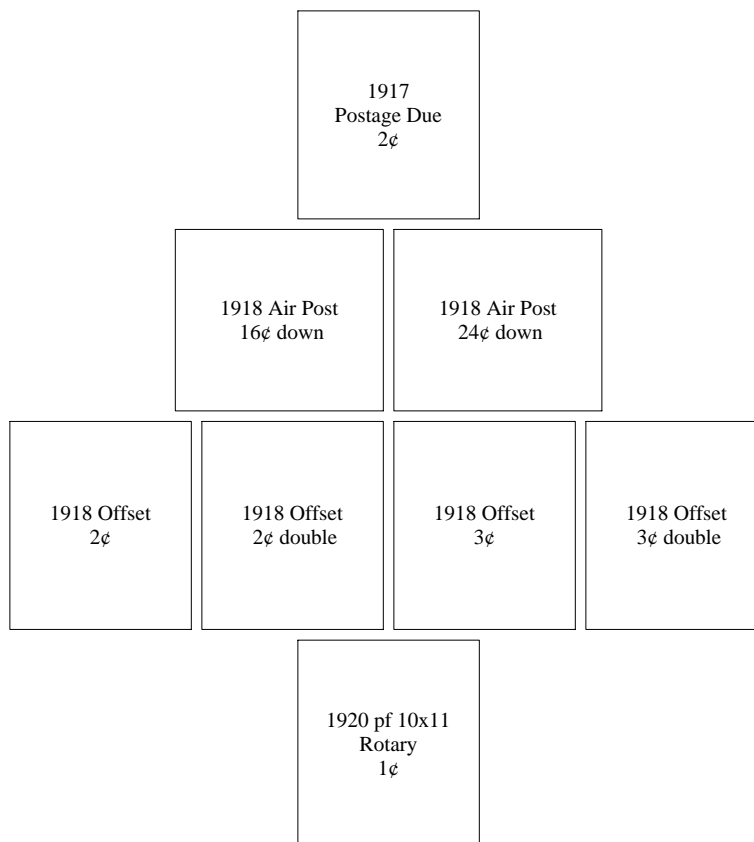 1917
Postage Due
2¢
1918 Air Post
16¢ down
1918 Air Post
24¢ down
1918 Offset
2¢
1918 Offset
2¢ double
1918 Offset
3¢
1918 Offset
3¢ double
1920 pf 10x11
Rotary
1¢